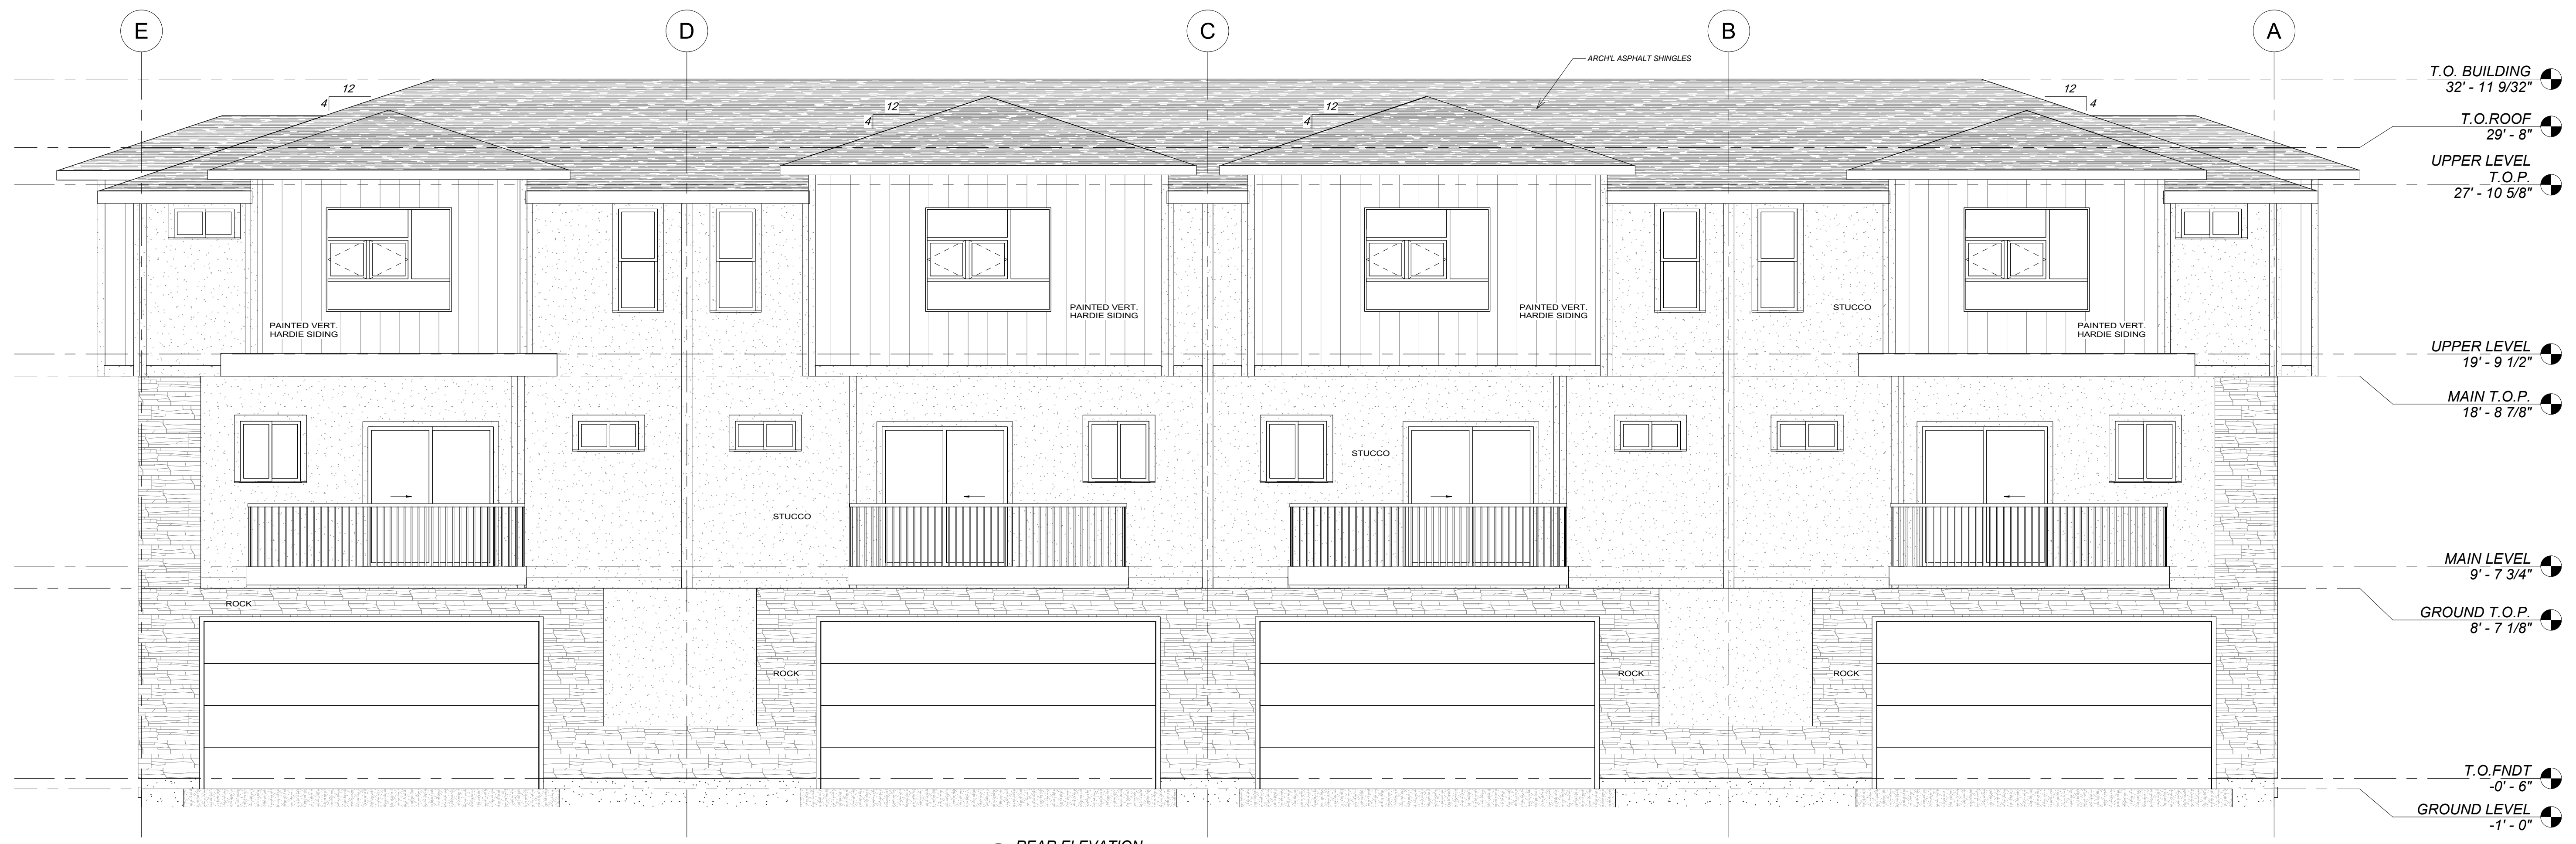 E
D
C
B
A
ARCH'L ASPHALT SHINGLES
T.O. BUILDING
32' - 11 9/32"
12
4
12
4
12
4
12
4
T.O.ROOF
29' - 8"
UPPER LEVEL
T.O.P.
27' - 10 5/8"
PAINTED VERT.
HARDIE SIDING
PAINTED VERT.
HARDIE SIDING
PAINTED VERT.
HARDIE SIDING
STUCCO
PAINTED VERT.
HARDIE SIDING
UPPER LEVEL
19' - 9 1/2"
MAIN T.O.P.
18' - 8 7/8"
STUCCO
STUCCO
MAIN LEVEL
9' - 7 3/4"
ROCK
GROUND T.O.P.
8' - 7 1/8"
ROCK
ROCK
ROCK
T.O.FNDT
-0' - 6"
GROUND LEVEL
-1' - 0"
REAR ELEVATION